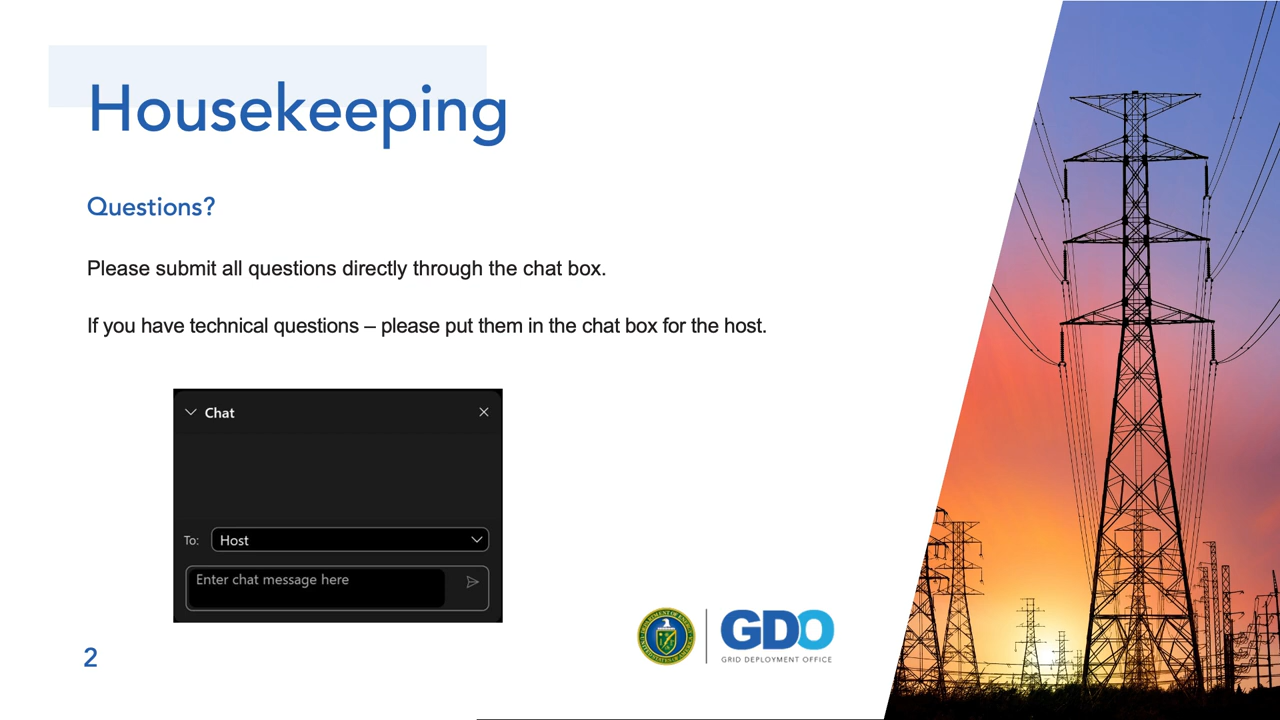 Housekeeping
Questions?
Please submit all questions directly through the chat box.
If you have technical questions – please put them in the chat box for the host.
Chat
To:
Host
Enter chat message here
GDO
GRID DEPLOYMENT OFFICE
2